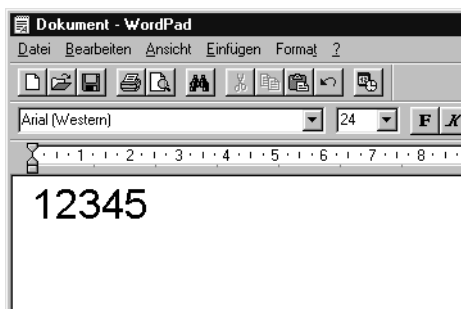 Dokument - WordPad
Datei Bearbeiten Ansicht Einfügen Format ?
Arial (Western) 24 F K
1 2 3 4 5 6 7 8
12345